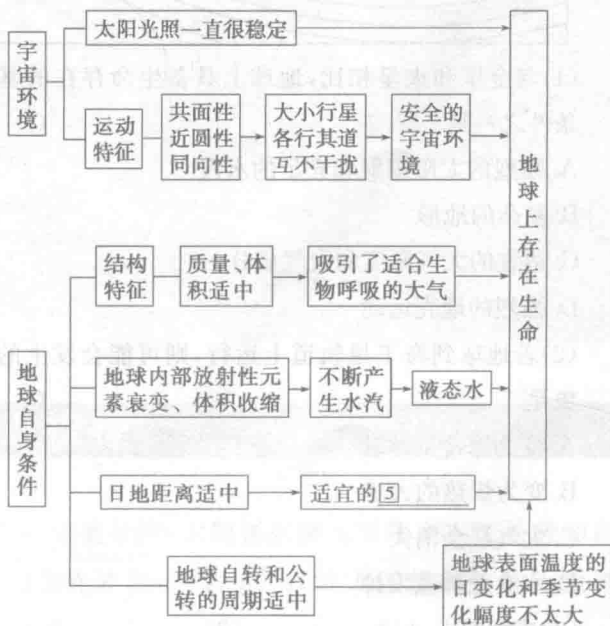 宇宙环境
太阳光照一直很稳定
运动
特征
共面性
近圆性
同向性
大小行星
各行其道
互不干扰
安全的
宇宙环
境
地球上存在生命
地球自身条件
结构
特征
质量、体
积适中
吸引了适合生
物呼吸的大气
地球内部放射性元
素衰变、体积收缩
不断产
生水汽
液态水
日地距离适中
适宜的5
地球自转和公
转的周期适中
地球表面温度的
日变化和季节变
化幅度不太大